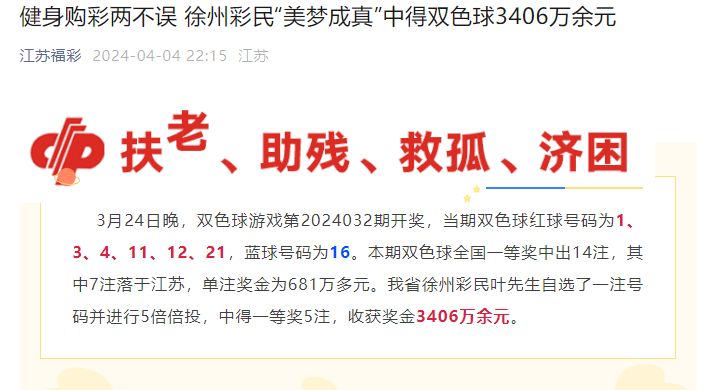 健身购彩两不误 徐州彩民“美梦成真”中得双色球3406万余元
江苏福彩 2024-04-04 22:15 江苏
扶老、助残、救孤、济困
3月24日晚，双色球游戏第2024032期开奖，当期双色球红球号码为1、
3、4、11、12、21，蓝球号码为16。本期双色球全国一等奖中出14注，其
中7注落于江苏，单注奖金为681万多元。我省徐州彩民叶先生自选了一注号
码并进行5倍倍投，中得一等奖5注，收获奖金3406万余元。